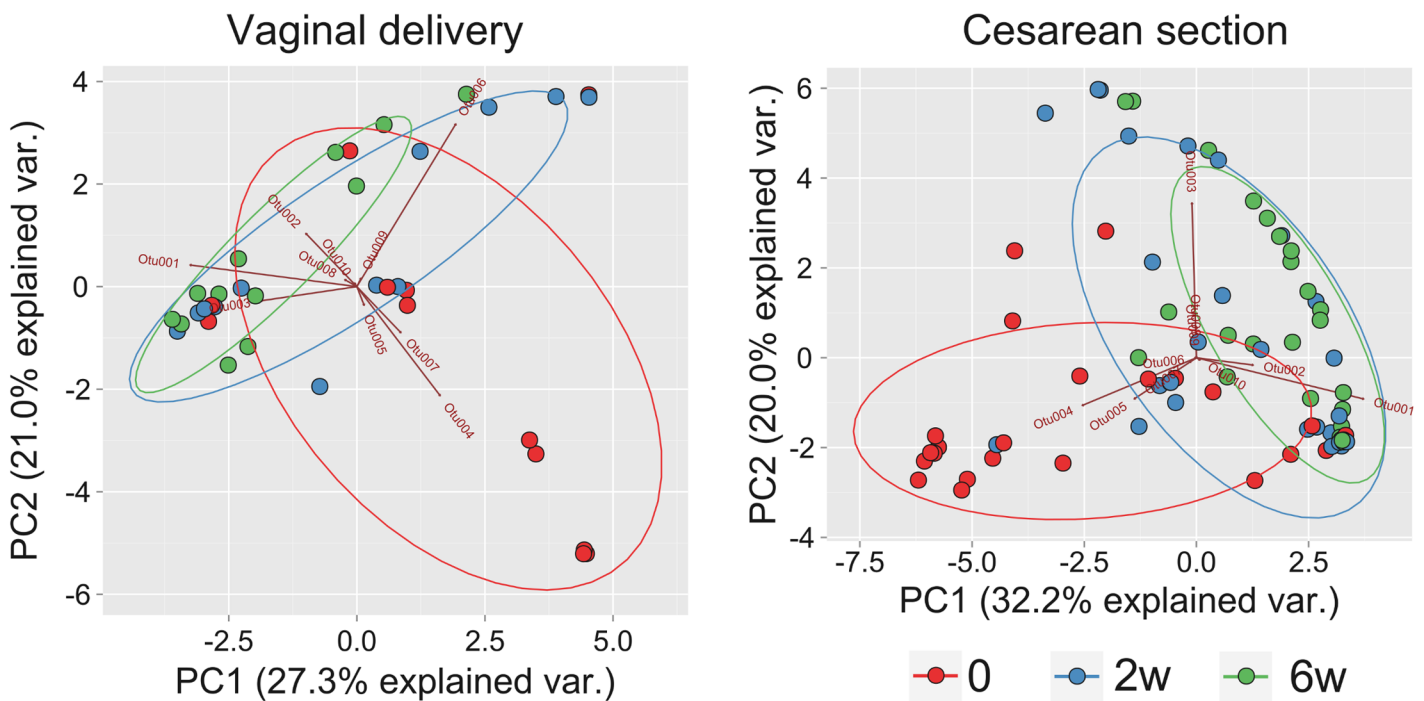 Vaginal delivery
Cesarean section
PC2 (21.0% explained var.)
4
2
0
-2
-4
-6
-2.5
0.0
2.5
5.0
PC1 (27.3% explained var.)
Otu002
Otu001
Otu010
Otu008
Otu009
Otu005
Otu007
Otu004
PC2 (20.0% explained var.)
6
4
2
0
-2
-4
-7.5
-5.0
-2.5
0.0
2.5
PC1 (32.2% explained var.)
Otu003
Otu006
Otu002
Otu010
Otu001
Otu004
Otu005
0
2w
6w